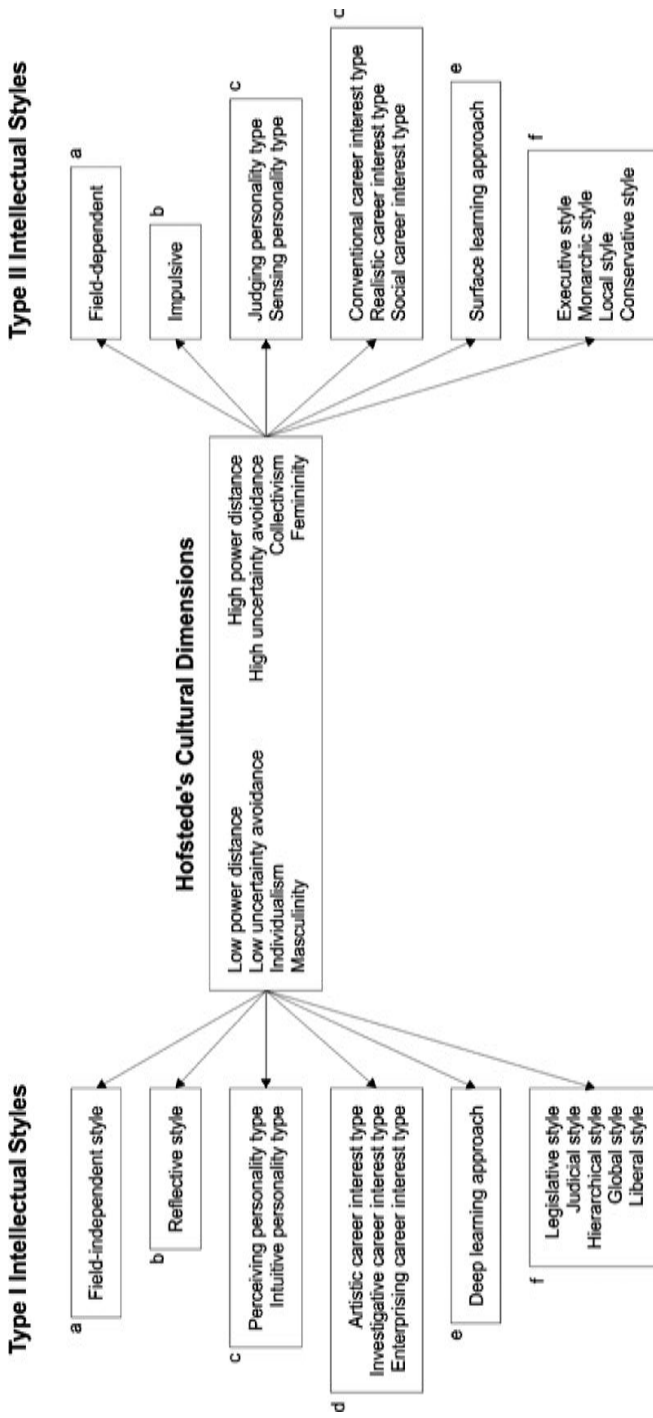 Type I Intellectual Styles
Hofstede's Cultural Dimensions
Type II Intellectual Styles
a
Field-independent style
b
Reflective style
c
Perceiving personality type
Intuitive personality type
d
Artistic career interest type
Investigative career interest type
Enterprising career interest type
e
Deep learning approach
f
Legislative style
Judicial style
Hierarchical style
Global style
Liberal style
Low power distance
Low uncertainty avoidance
Individualism
Masculinity
High power distance
High uncertainty avoidance
Collectivism
Femininity
a
Field-dependent
b
Impulsive
c
Judging personality type
Sensing personality type
Conventional career interest type
Realistic career interest type
Social career interest type
e
Surface learning approach
f
Executive style
Monarchic style
Local style
Conservative style